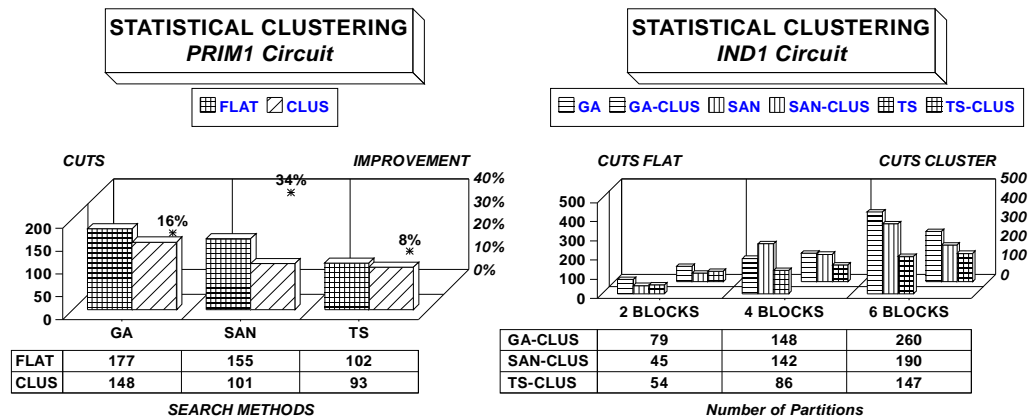 STATISTICAL CLUSTERING
PRIM1 Circuit
FLAT CLUS
CUTS IMPROVEMENT
40%
30%
20%
10%
0%
200
150
100
50
0
16%
34%
8%
GA SAN TS
FLAT 177 155 102
CLUS 148 101 93
SEARCH METHODS
STATISTICAL CLUSTERING
IND1 Circuit
GA GA-CLUS SAN SAN-CLUS TS TS-CLUS
CUTS FLAT CUTS CLUSTER
500
400
300
200
100
0
500
400
300
200
100
0
2 BLOCKS 4 BLOCKS 6 BLOCKS
GA-CLUS 79 148 260
SAN-CLUS 45 142 190
TS-CLUS 54 86 147
Number of Partitions